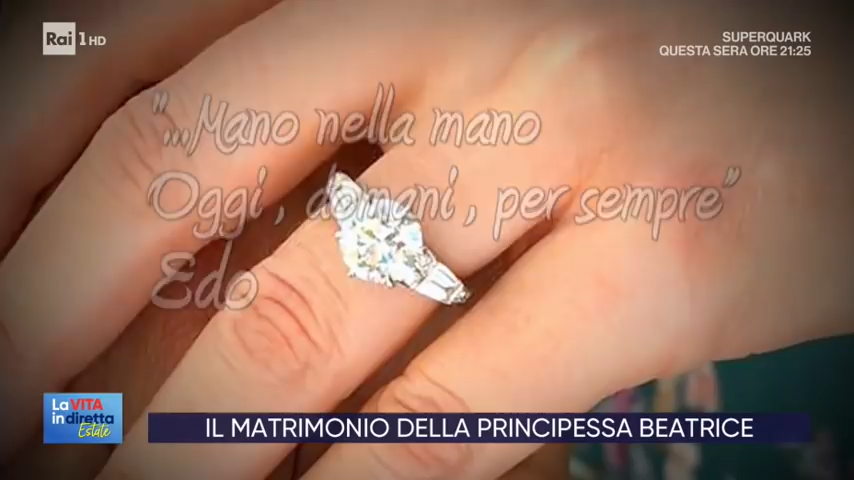 Rai 1 HD
SUPERQUARK
QUESTA SERA ORE 21:25
"...Mano nella mano
Oggi, domani, per sempre"
Edo
La VITA
in diretta
Estate
IL MATRIMONIO DELLA PRINCIPESSA BEATRICE